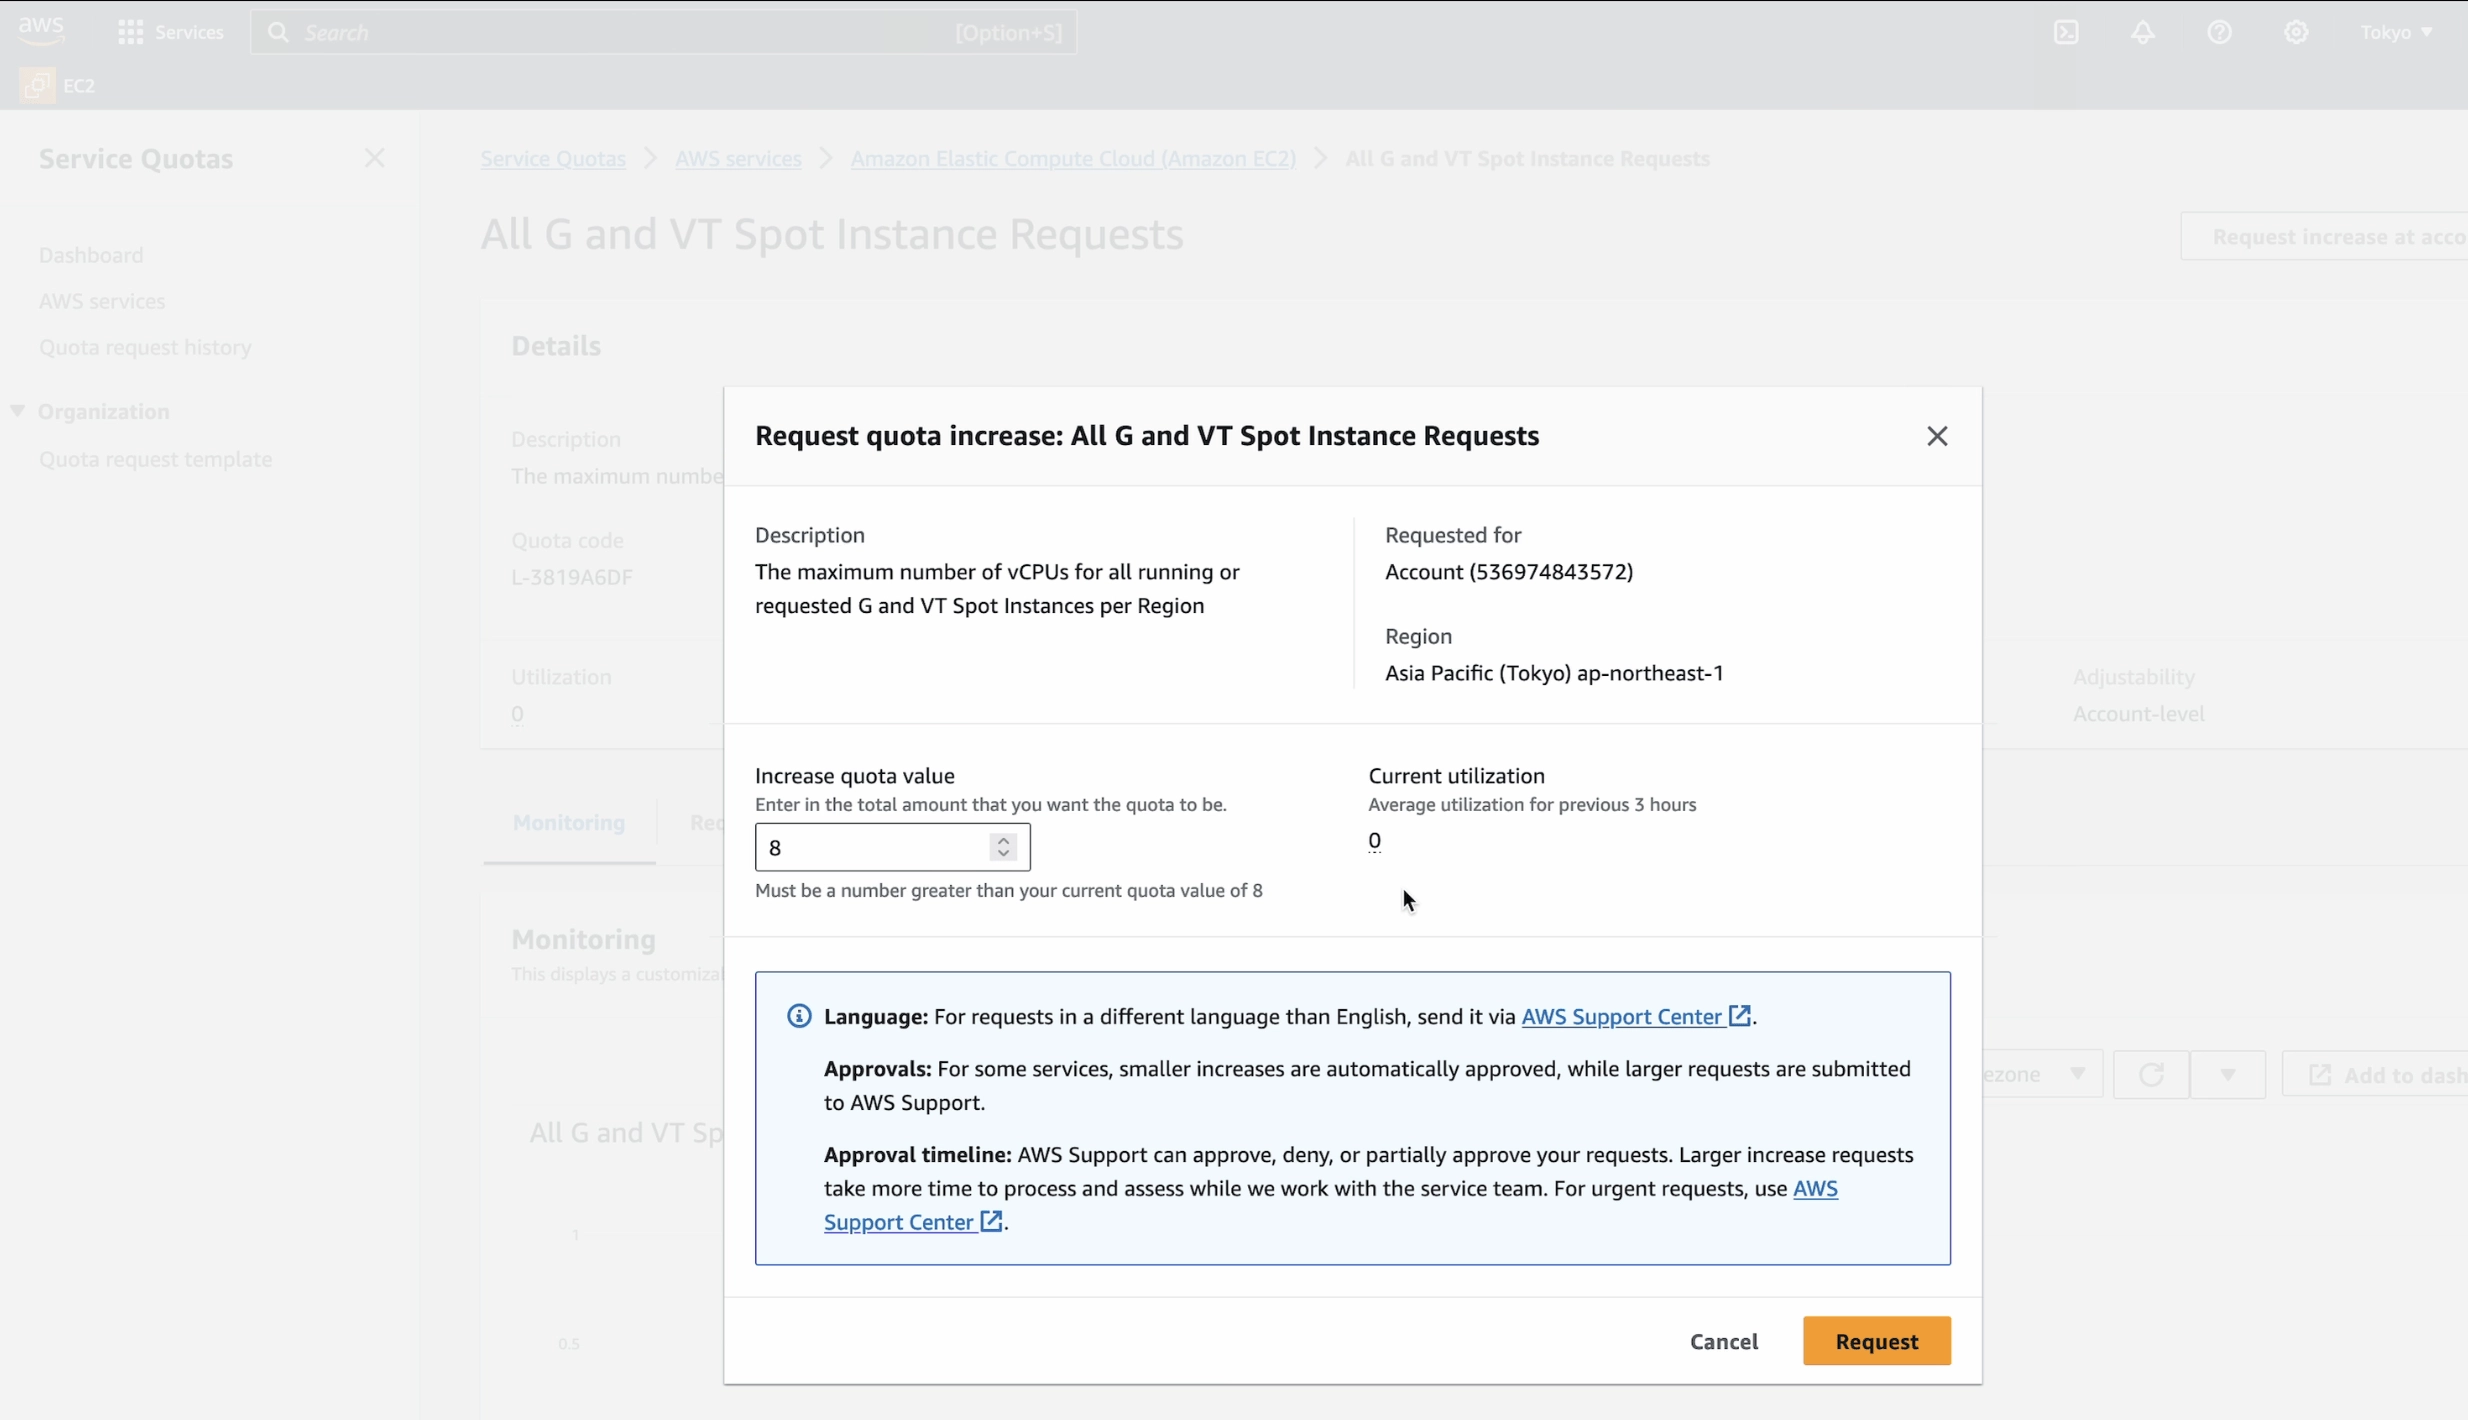 aws
Services
Search
[Option+S]
Tokyo
EC2
Service Quotas
Dashboard
AWS services
Quota request history
Organization
Quota request template
Service Quotas > AWS services > Amazon Elastic Compute Cloud (Amazon EC2) > All G and VT Spot Instance Requests
All G and VT Spot Instance Requests
Request increase at acco
Details
Description
The maximum numbe
Quota code
L-3819A6DF
Utilization
0
Adjustability
Account-level
Monitoring
Rec
Monitoring
This displays a customizal
ezone
Add to dash
All G and VT Sp
1
0.5
Request quota increase: All G and VT Spot Instance Requests
Description
The maximum number of vCPUs for all running or
requested G and VT Spot Instances per Region
Requested for
Account (536974843572)
Region
Asia Pacific (Tokyo) ap-northeast-1
Increase quota value
Enter in the total amount that you want the quota to be.
8
Must be a number greater than your current quota value of 8
Current utilization
Average utilization for previous 3 hours
0
Language: For requests in a different language than English, send it via AWS Support Center.
Approvals: For some services, smaller increases are automatically approved, while larger requests are submitted
to AWS Support.
Approval timeline: AWS Support can approve, deny, or partially approve your requests. Larger increase requests
take more time to process and assess while we work with the service team. For urgent requests, use AWS
Support Center.
Cancel
Request